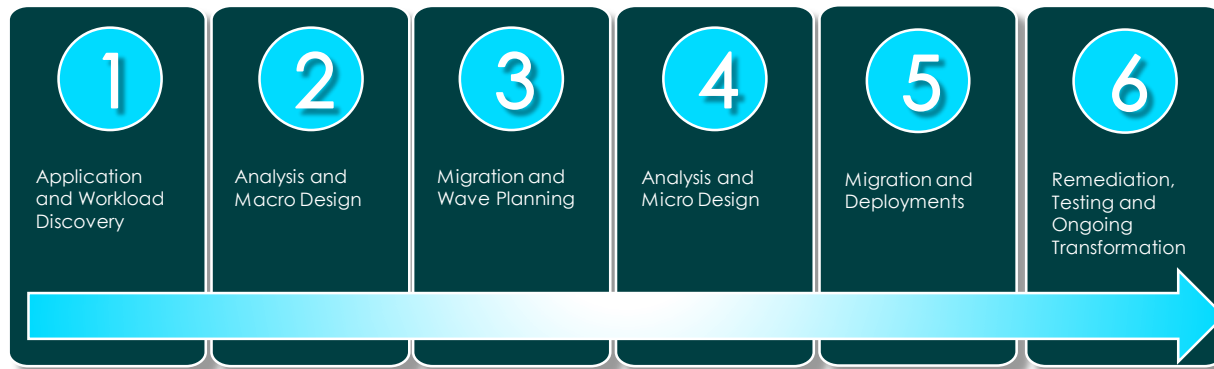 1
Application
and Workload
Discovery
2
Analysis and
Macro Design
3
Migration and
Wave Planning
4
Analysis and
Micro Design
5
Migration and
Deployments
6
Remediation,
Testing and
Ongoing
Transformation